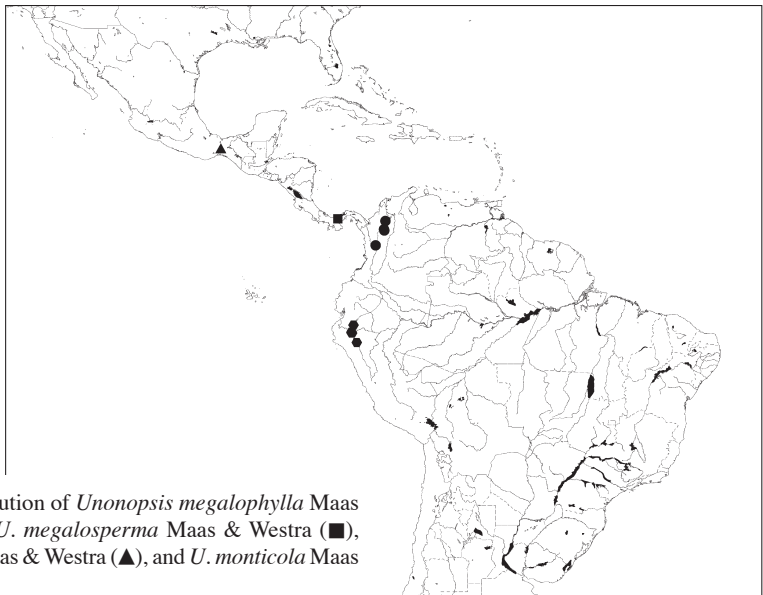 ution of Unonopsis megalophylla Maas
U. megalosperma Maas & Westra (■),
as & Westra (▲), and U. monticola Maas